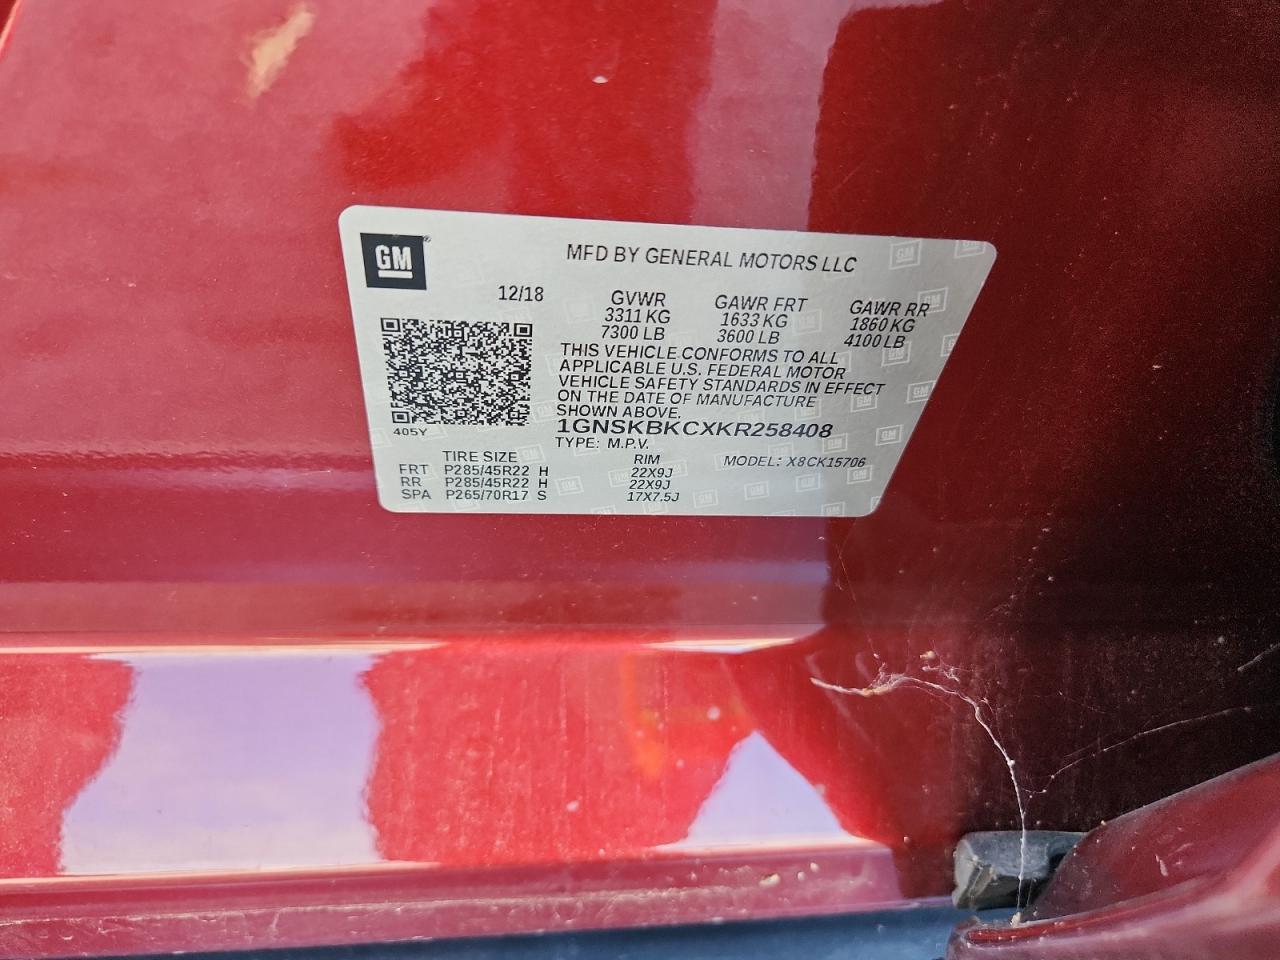 GM
MFD BY GENERAL MOTORS LLC
12/18 GVWR GAWR FRT GAWR RR
3311 KG 1633 KG 1860 KG
7300 LB 3600 LB 4100 LB
THIS VEHICLE CONFORMS TO ALL
APPLICABLE U.S. FEDERAL MOTOR
VEHICLE SAFETY STANDARDS IN EFFECT
ON THE DATE OF MANUFACTURE
SHOWN ABOVE.
405Y
1GNSKBKCXKR258408
TYPE: M.P.V.
TIRE SIZE RIM MODEL: X8CK15706
FRT P285/45R22 H 22X9J
RR P285/45R22 H 22X9J
SPA P265/70R17 S 17X7.5J